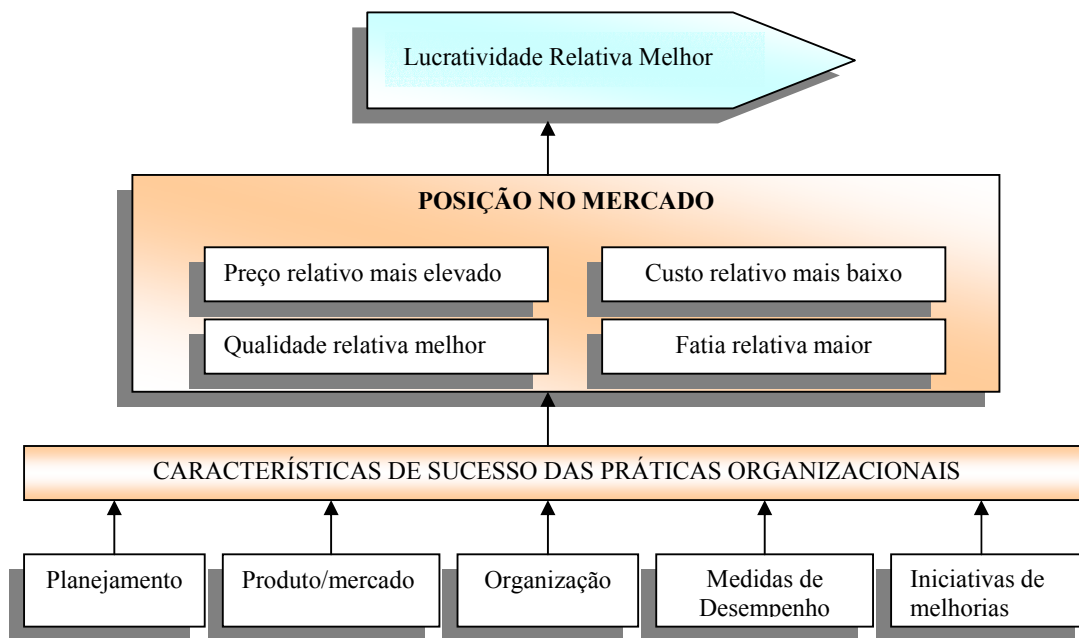 Lucratividade Relativa Melhor
POSIÇÃO NO MERCADO
Preço relativo mais elevado
Custo relativo mais baixo
Qualidade relativa melhor
Fatia relativa maior
CARACTERÍSTICAS DE SUCESSO DAS PRÁTICAS ORGANIZACIONAIS
Planejamento
Produto/mercado
Organização
Medidas de
Desempenho
Iniciativas de
melhorias